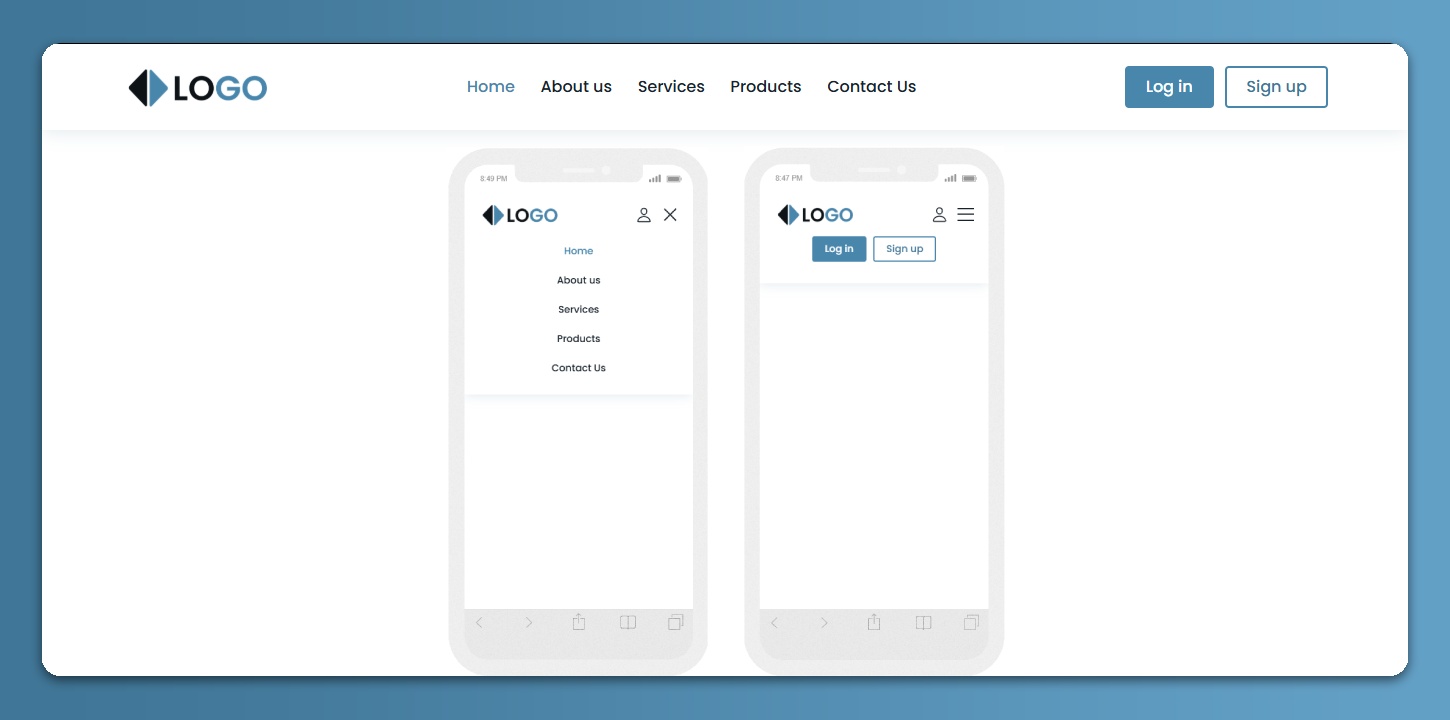 LOGO Home About us Services Products Contact Us Log in Sign up
8:49 PM
LOGO
Home
About us
Services
Products
Contact Us
8:47 PM
LOGO
Log in Sign up